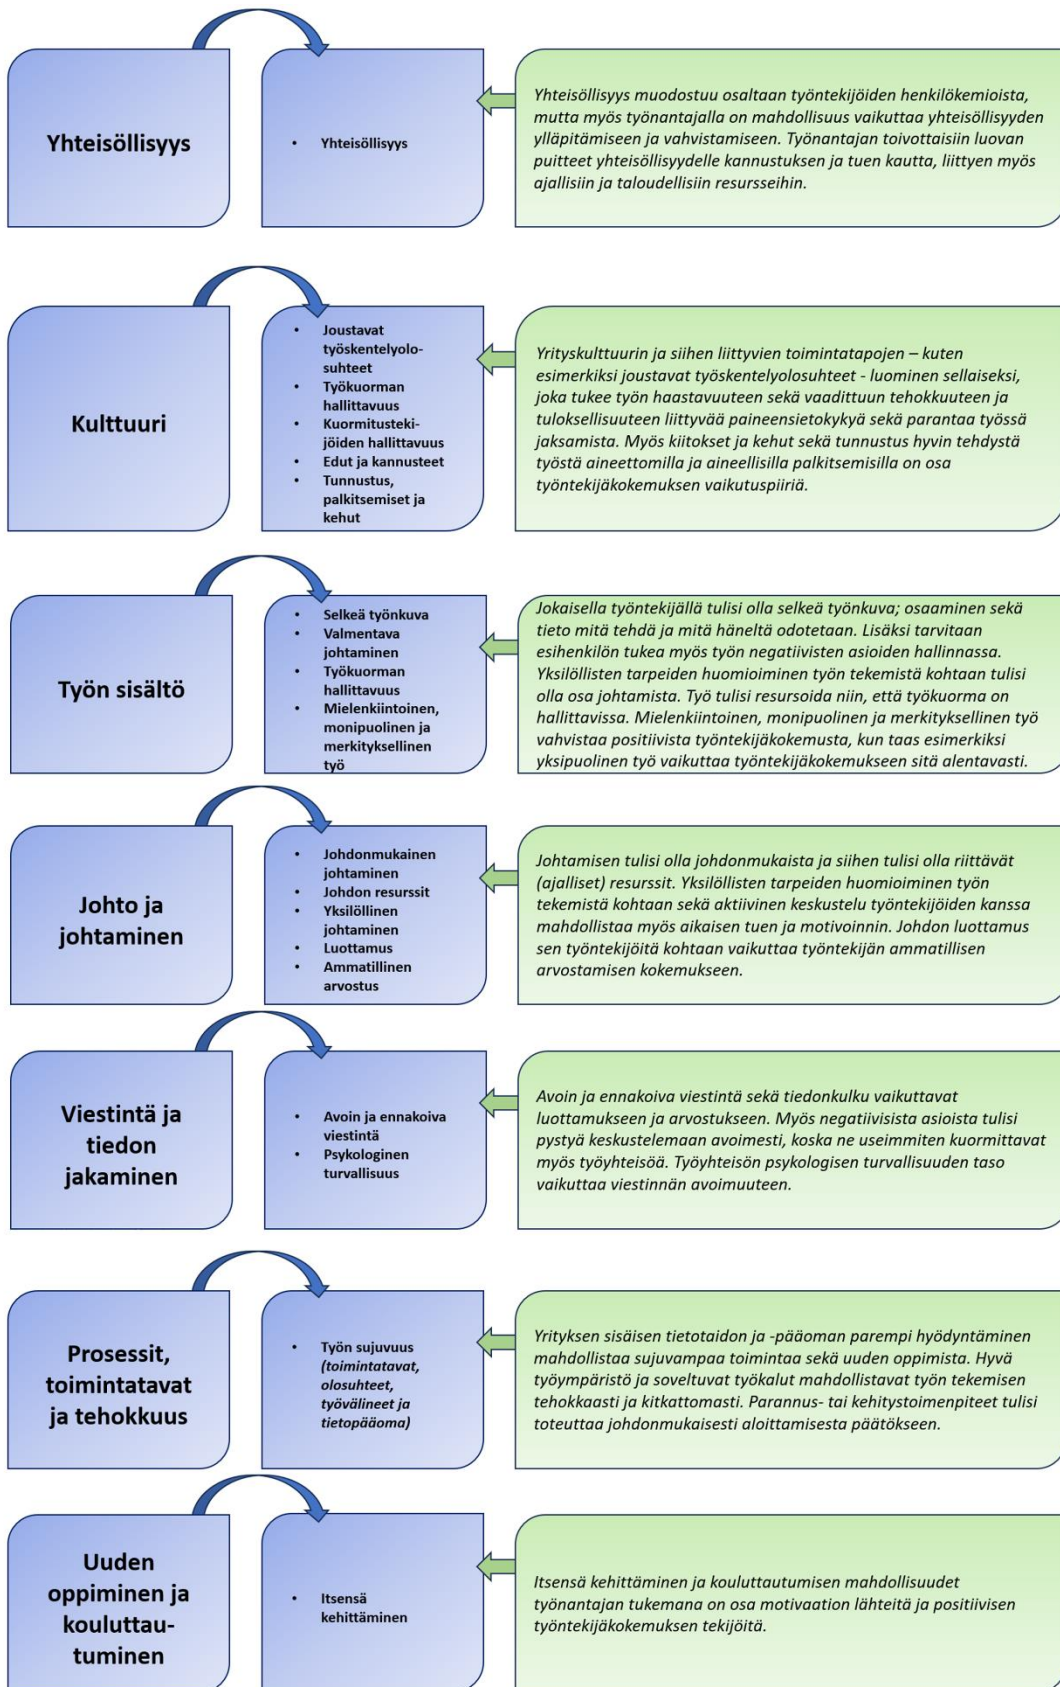 Yhteisöllisyys
• Yhteisöllisyys
Yhteisöllisyys muodostuu osaltaan työntekijöiden henkilökemioista,
mutta myös työnantajalla on mahdollisuus vaikuttaa yhteisöllisyyden
ylläpitämiseen ja vahvistamiseen. Työnantajan toivottaisiin luovan
puitteet yhteisöllisyydelle kannustuksen ja tuen kautta, liittyen myös
ajallisiin ja taloudellisiin resursseihin.
Kulttuuri
• Joustavat
työskentelyolo-
suhteet
• Työkuorman
hallittavuus
• Kuormitusteki-
jöiden hallittavuus
• Edut ja kannusteet
• Tunnustus,
palkitsemiset ja
kehut
Yrityskulttuurin ja siihen liittyvien toimintatapojen – kuten
esimerkiksi joustavat työskentelyolosuhteet - luominen sellaiseksi,
joka tukee työn haastavuuteen sekä vaadittuun tehokkuuteen ja
tuloksellisuuteen liittyvää paineensietokykyä sekä parantaa työssä
jaksamista. Myös kiitokset ja kehut sekä tunnustus hyvin tehdystä
työstä aineettomilla ja aineellisilla palkitsemisilla on osa
työntekijäkokemuksen vaikutuspiiriä.
Työn sisältö
• Selkeä työnkuva
• Valmentava
johtaminen
• Työkuorman
hallittavuus
• Mielenkiintoinen,
monipuolinen ja
merkityksellinen
työ
Jokaisella työntekijällä tulisi olla selkeä työnkuva; osaaminen sekä
tieto mitä tehdä ja mitä häneltä odotetaan. Lisäksi tarvitaan
esihenkilön tukea myös työn negatiivisten asioiden hallinnassa.
Yksilöllisten tarpeiden huomioiminen työn tekemistä kohtaan tulisi
olla osa johtamista. Työ tulisi resursoida niin, että työkuorma on
hallittavissa. Mielenkiintoinen, monipuolinen ja merkityksellinen työ
vahvistaa positiivista työntekijäkokemusta, kun taas esimerkiksi
yksipuolinen työ vaikuttaa työntekijäkokemukseen sitä alentavasti.
Johto ja
johtaminen
• Johdonmukainen
johtaminen
• Johdon resurssit
• Yksilöllinen
johtaminen
• Luottamus
• Ammatillinen
arvostus
Johtamisen tulisi olla johdonmukaista ja siihen tulisi olla riittävät
(ajalliset) resurssit. Yksilöllisten tarpeiden huomioiminen työn
tekemistä kohtaan sekä aktiivinen keskustelu työntekijöiden kanssa
mahdollistaa myös aikaisen tuen ja motivoinnin. Johdon luottamus
sen työntekijöitä kohtaan vaikuttaa työntekijän ammatillisen
arvostamisen kokemukseen.
Viestintä ja
tiedon
jakaminen
• Avoin ja ennakoiva
viestintä
• Psykologinen
turvallisuus
Avoin ja ennakoiva viestintä sekä tiedonkulku vaikuttavat
luottamukseen ja arvostukseen. Myös negatiivisista asioista tulisi
pystyä keskustelemaan avoimesti, koska ne useimmiten kuormittavat
myös työyhteisöä. Työyhteisön psykologisen turvallisuuden taso
vaikuttaa viestinnän avoimuuteen.
Prosessit,
toimintatavat
ja tehokkuus
• Työn sujuvuus
(toimintatavat,
olosuhteet,
työvälineet ja
tietopääoma)
Yrityksen sisäisen tietotaidon ja -pääoman parempi hyödyntäminen
mahdollistaa sujuvampaa toimintaa sekä uuden oppimista. Hyvä
työympäristö ja soveltuvat työkalut mahdollistavat työn tekemisen
tehokkaasti ja kitkattomasti. Parannus- tai kehitystoimenpiteet tulisi
toteuttaa johdonmukaisesti aloittamisesta päätökseen.
Uuden
oppiminen ja
kouluttau-
tuminen
• Itsensä
kehittäminen
Itsensä kehittäminen ja kouluttautumisen mahdollisuudet
työnantajan tukemana on osa motivaation lähteitä ja positiivisen
työntekijäkokemuksen tekijöitä.